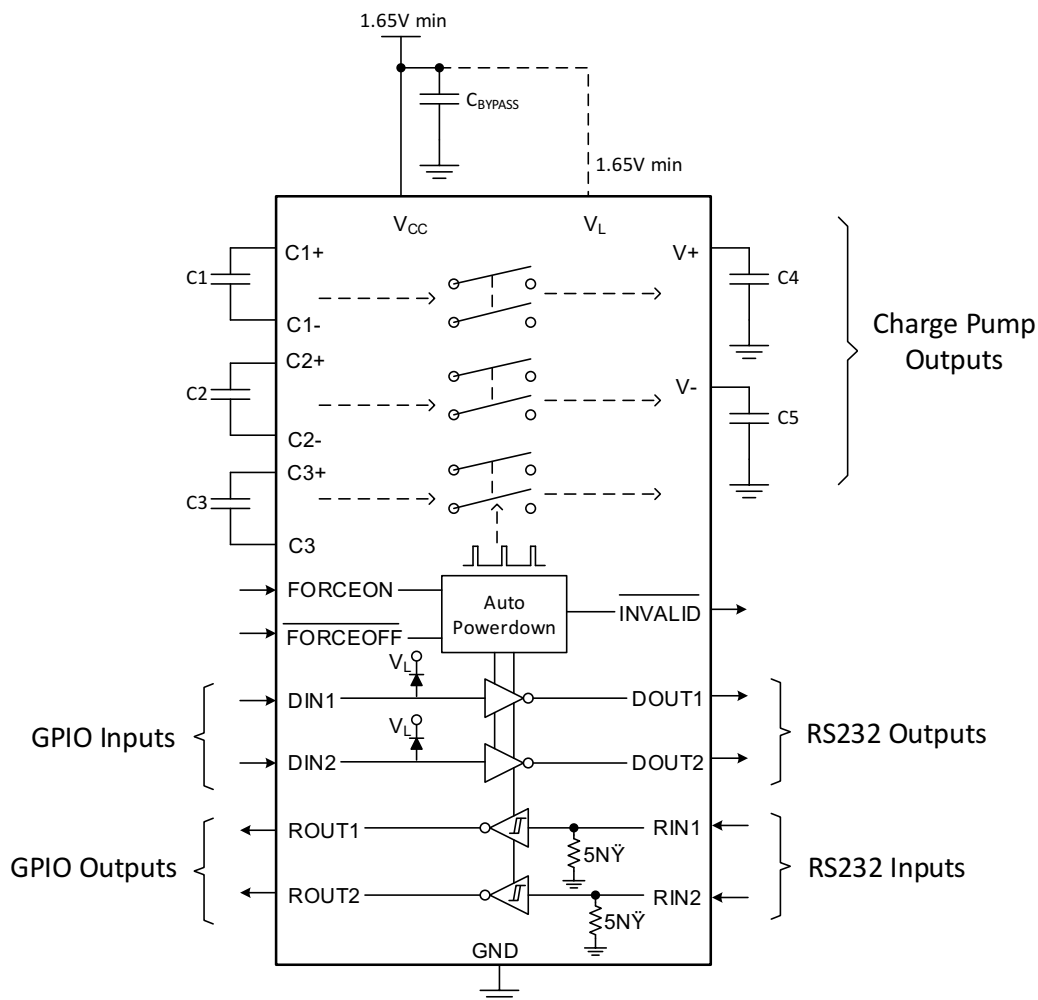 1.65V min
CBYPASS
1.65V min
VCC
VL
C1+
V+
C1
C4
C1-
Charge Pump
Outputs
C2+
V-
C2
C5
C2-
C3+
C3
C3
FORCEON
Auto
Powerdown
INVALID
FORCEOFF
VL
DIN1
DOUT1
VL
GPIO Inputs
RS232 Outputs
DIN2
DOUT2
ROUT1
RIN1
5NŸ
GPIO Outputs
RS232 Inputs
ROUT2
RIN2
5NŸ
GND